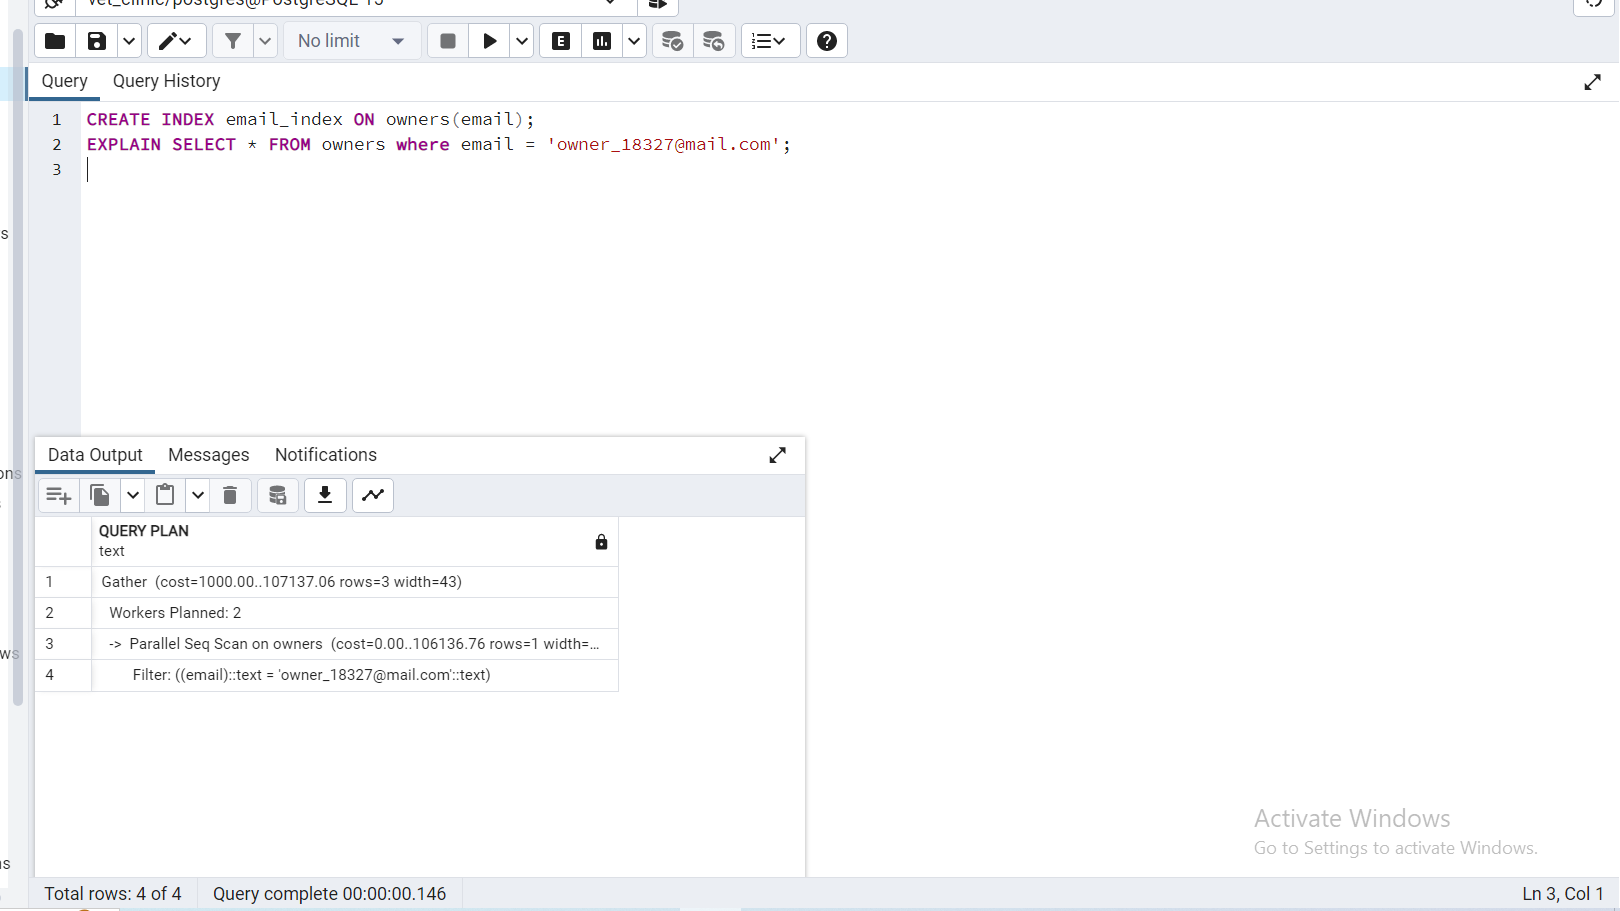 vet_clinic/postgres@PostgreSQL 15
No limit
E
Query Query History
1 CREATE INDEX email_index ON owners(email);
2 EXPLAIN SELECT * FROM owners where email = 'owner_18327@mail.com';
3
Data Output Messages Notifications
QUERY PLAN
text
1 Gather (cost=1000.00..107137.06 rows=3 width=43)
2 Workers Planned: 2
3 -> Parallel Seq Scan on owners (cost=0.00..106136.76 rows=1 width=...
4 Filter: ((email)::text = 'owner_18327@mail.com'::text)
Activate Windows
Go to Settings to activate Windows.
Total rows: 4 of 4 Query complete 00:00:00.146 Ln 3, Col 1